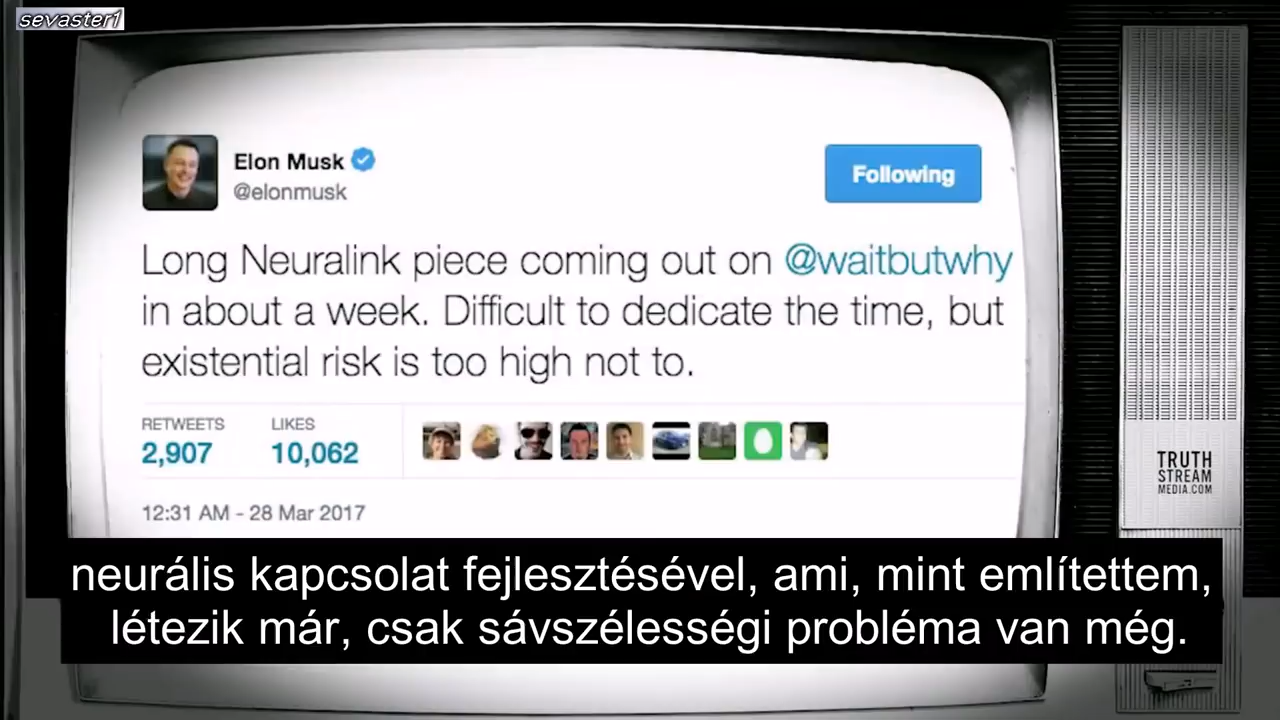 sevaster1
Elon Musk
@elonmusk
Following
Long Neuralink piece coming out on @waitbutwhy
in about a week. Difficult to dedicate the time, but
existential risk is too high not to.
RETWEETS LIKES
2,907 10,062
12:31 AM - 28 Mar 2017
TRUTH
STREAM
MEDIA.COM
neurális kapcsolat fejlesztésével, ami, mint említettem,
létezik már, csak sávszélességi probléma van még.